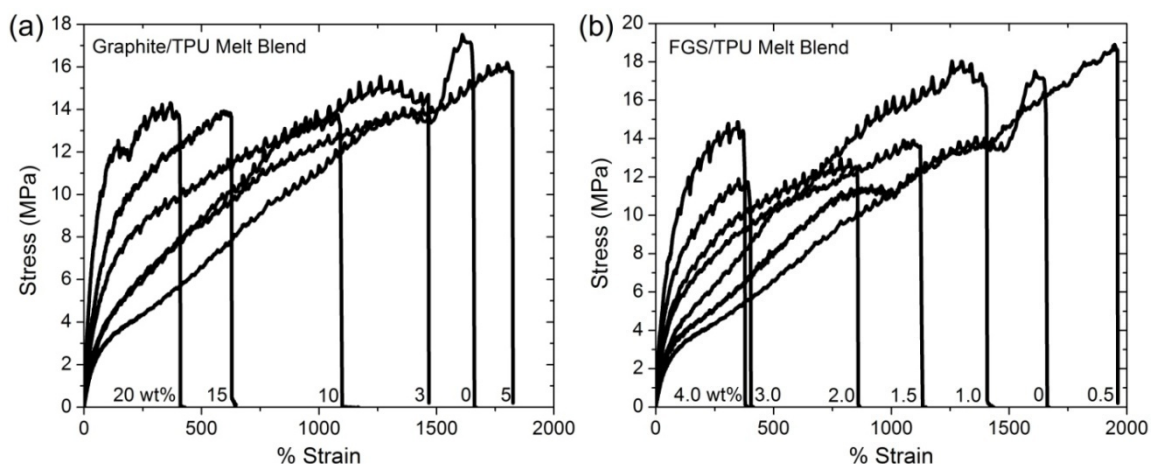 (a)
Graphite/TPU Melt Blend
18
16
14
12
10
8
6
4
2
0
Stress (MPa)
20 wt% 15 10 3 0 5
0 500 1000 1500 2000
% Strain
(b)
FGS/TPU Melt Blend
20
18
16
14
12
10
8
6
4
2
0
Stress (MPa)
4.0 wt% 3.0 2.0 1.5 1.0 0 0.5
0 500 1000 1500 2000
% Strain